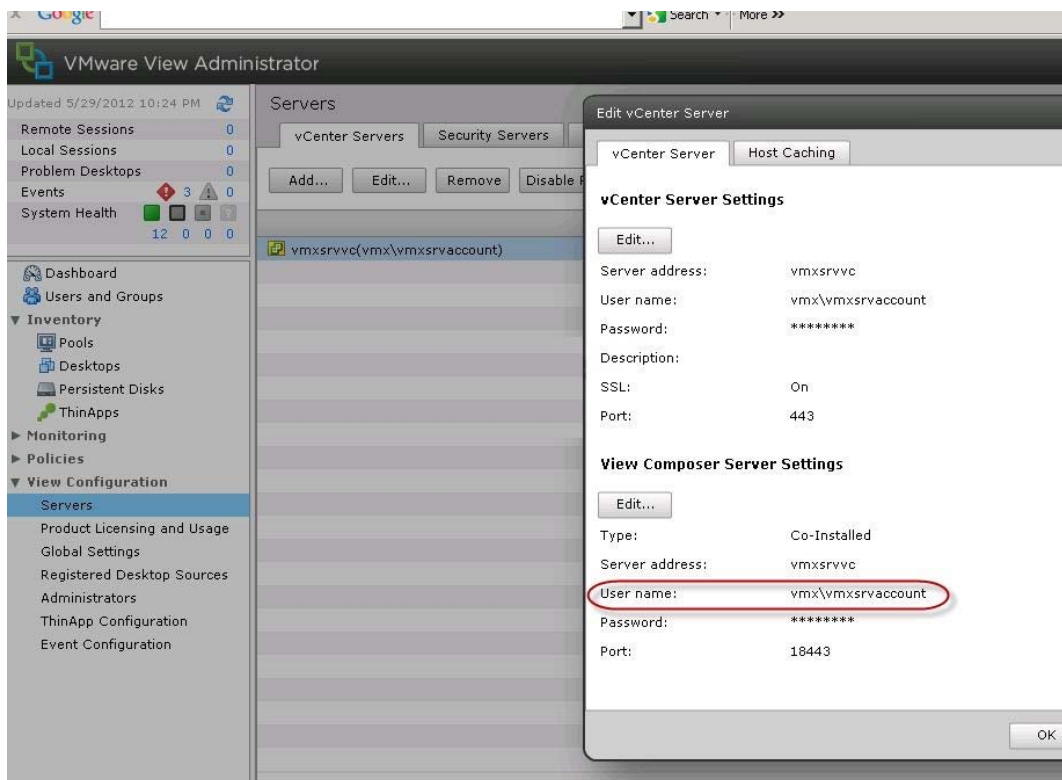 Google
Search
More >>
VMware View Administrator
Updated 5/29/2012 10:24 PM
Remote Sessions 0
Local Sessions 0
Problem Desktops 0
Events 3 0
System Health
12 0 0 0
Dashboard
Users and Groups
Inventory
Pools
Desktops
Persistent Disks
ThinApps
Monitoring
Policies
View Configuration
Servers
Product Licensing and Usage
Global Settings
Registered Desktop Sources
Administrators
ThinApp Configuration
Event Configuration
Servers
vCenter Servers Security Servers
Add... Edit... Remove Disable
vmxsrvvc(vmx\vmxsrvaccount)
Edit vCenter Server
vCenter Server Host Caching
vCenter Server Settings
Edit...
Server address: vmxsrvvc
User name: vmx\vmxsrvaccount
Password: ********
Description:
SSL: On
Port: 443
View Composer Server Settings
Edit...
Type: Co-Installed
Server address: vmxsrvvc
User name: vmx\vmxsrvaccount
Password: ********
Port: 18443
OK